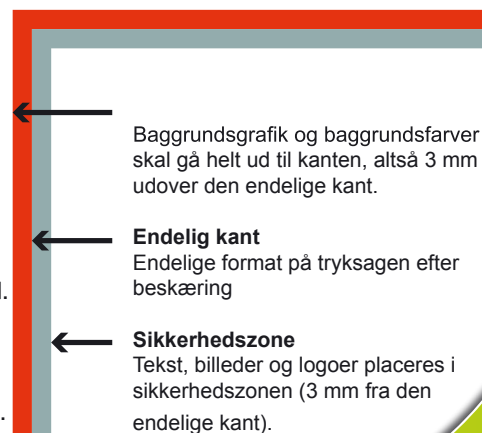 Baggrundsgrafik og baggrundsfarver
skal gå helt ud til kanten, altså 3 mm
udover den endelige kant.
Endelig kant
Endelige format på tryksagen efter
beskæring
Sikkerhedszone
Tekst, billeder og logoer placeres i
sikkerhedszonen (3 mm fra den
endelige kant).